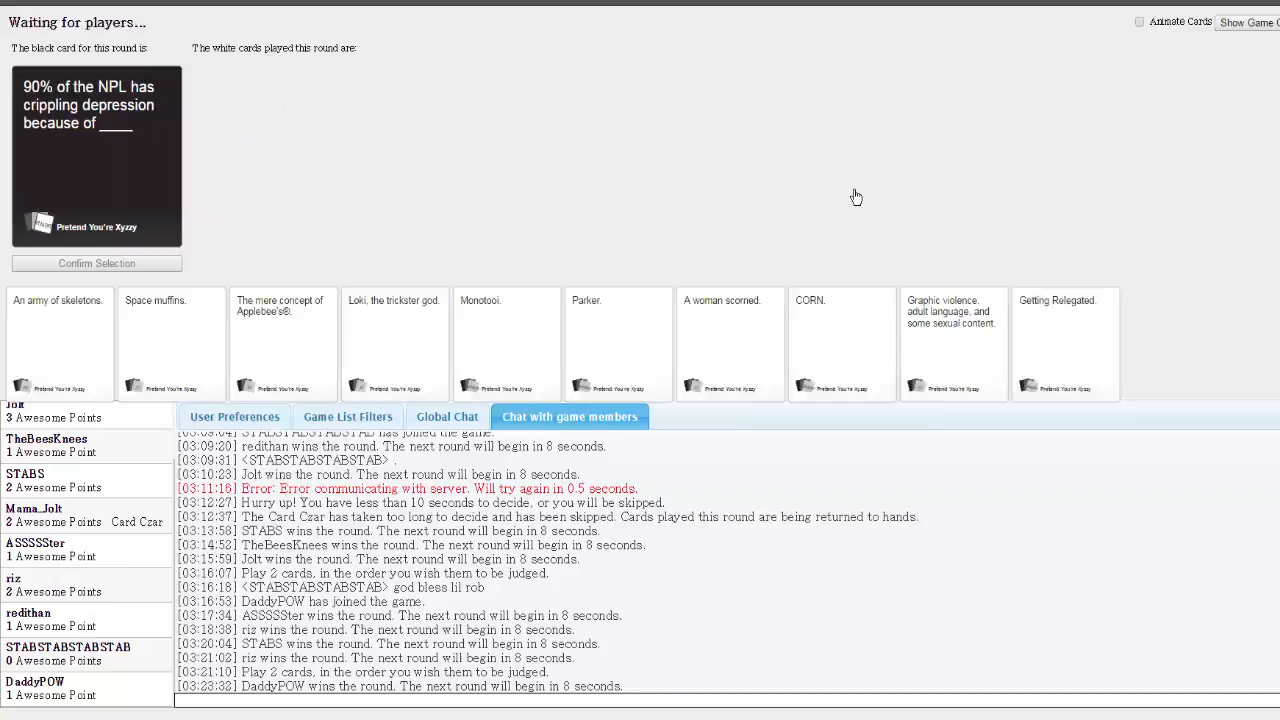 Waiting for players...
Animate Cards
Show Game
The black card for this round is:
The white cards played this round are:
90% of the NPL has
crippling depression
because of ____
Pretend You're Xyzzy
Confirm Selection
An army of skeletons.
Pretend You're Xyzzy
Space muffins.
Pretend You're Xyzzy
The mere concept of
Applebee's®.
Pretend You're Xyzzy
Loki, the trickster god.
Pretend You're Xyzzy
Monotooi.
Pretend You're Xyzzy
Parker.
Pretend You're Xyzzy
A woman scorned.
Pretend You're Xyzzy
CORN.
Pretend You're Xyzzy
Graphic violence,
adult language, and
some sexual content.
Pretend You're Xyzzy
Getting Relegated.
Pretend You're Xyzzy
Jolt
3 Awesome Points
TheBeesKnees
1 Awesome Point
STABS
2 Awesome Points
Mama_Jolt
2 Awesome Points Card Czar
ASSSSSter
1 Awesome Point
riz
2 Awesome Points
redithan
1 Awesome Point
STABSTABSTABSTAB
0 Awesome Points
DaddyPOW
1 Awesome Point
User Preferences
Game List Filters
Global Chat
Chat with game members
[03:09:04] STABSTABSTABSTAB has joined the game.
[03:09:20] redithan wins the round. The next round will begin in 8 seconds.
[03:09:31] <STABSTABSTABSTAB> .
[03:10:23] Jolt wins the round. The next round will begin in 8 seconds.
[03:11:16] Error: Error communicating with server. Will try again in 0.5 seconds.
[03:12:27] Hurry up! You have less than 10 seconds to decide, or you will be skipped.
[03:12:37] The Card Czar has taken too long to decide and has been skipped. Cards played this round are being returned to hands.
[03:13:58] STABS wins the round. The next round will begin in 8 seconds.
[03:14:52] TheBeesKnees wins the round. The next round will begin in 8 seconds.
[03:15:59] Jolt wins the round. The next round will begin in 8 seconds.
[03:16:07] Play 2 cards, in the order you wish them to be judged.
[03:16:18] <STABSTABSTABSTAB> god bless lil rob
[03:16:53] DaddyPOW has joined the game.
[03:17:34] ASSSSSter wins the round. The next round will begin in 8 seconds.
[03:18:38] riz wins the round. The next round will begin in 8 seconds.
[03:20:04] STABS wins the round. The next round will begin in 8 seconds.
[03:21:02] riz wins the round. The next round will begin in 8 seconds.
[03:21:10] Play 2 cards, in the order you wish them to be judged.
[03:23:32] DaddyPOW wins the round. The next round will begin in 8 seconds.